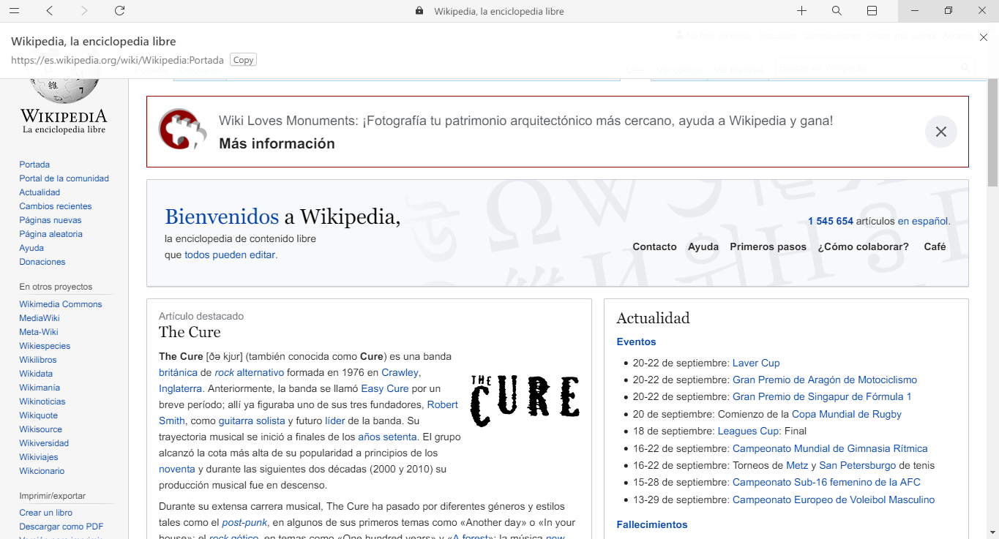 Wikipedia, la enciclopedia libre
Wikipedia, la enciclopedia libre
https://es.wikipedia.org/wiki/Wikipedia:Portada Copy
WIKIPEDIA
La enciclopedia libre
Portada
Portal de la comunidad
Actualidad
Cambios recientes
Páginas nuevas
Página aleatoria
Ayuda
Donaciones
En otros proyectos
Wikimedia Commons
MediaWiki
Meta-Wiki
Wikiespecies
Wikilibros
Wikidata
Wikimanía
Wikinoticias
Wikiquote
Wikisource
Wikiversidad
Wikiviajes
Wikcionario
Imprimir/exportar
Crear un libro
Descargar como PDF
Wiki Loves Monuments: ¡Fotografía tu patrimonio arquitectónico más cercano, ayuda a Wikipedia y gana!
Más información
Bienvenidos a Wikipedia,
la enciclopedia de contenido libre
que todos pueden editar.
1 545 654 artículos en español.
Contacto Ayuda Primeros pasos ¿Cómo colaborar? Café
Artículo destacado
The Cure
The Cure [ðə kjʊr] (también conocida como Cure) es una banda
británica de rock alternativo formada en 1976 en Crawley,
Inglaterra. Anteriormente, la banda se llamó Easy Cure por un
breve período; allí ya figuraba uno de sus tres fundadores, Robert
Smith, como guitarra solista y futuro líder de la banda. Su
trayectoria musical se inició a finales de los años setenta. El grupo
alcanzó la cota más alta de su popularidad a principios de los
noventa y durante las siguientes dos décadas (2000 y 2010) su
producción musical fue en descenso.
THE CURE
Durante su extensa carrera musical, The Cure ha pasado por diferentes géneros y estilos
tales como el post-punk, en algunos de sus primeros temas como «Another day» o «In your
house»; el rock gótico, en temas como «One hundred years» y «A forest»; la música new
Actualidad
Eventos
20-22 de septiembre: Laver Cup
20-22 de septiembre: Gran Premio de Aragón de Motociclismo
20-22 de septiembre: Gran Premio de Singapur de Fórmula 1
20 de septiembre: Comienzo de la Copa Mundial de Rugby
18 de septiembre: Leagues Cup: Final
16-22 de septiembre: Campeonato Mundial de Gimnasia Rítmica
16-22 de septiembre: Torneos de Metz y San Petersburgo de tenis
15-28 de septiembre: Campeonato Sub-16 femenino de la AFC
13-29 de septiembre: Campeonato Europeo de Voleibol Masculino
Fallecimientos